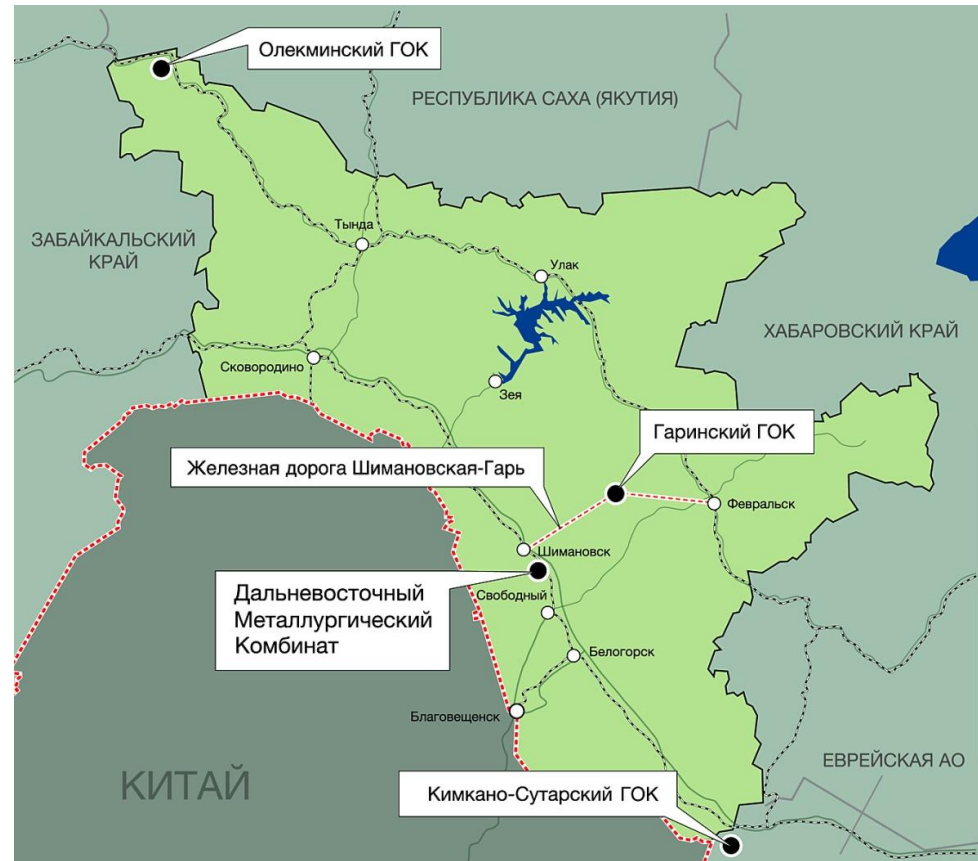 Олекминский ГОК
РЕСПУБЛИКА САХА (ЯКУТИЯ)
ЗАБАЙКАЛЬСКИЙ
КРАЙ
Тында
Улак
ХАБАРОВСКИЙ КРАЙ
Сковородино
Зея
Гаринский ГОК
Железная дорога Шимановская-Гарь
Февральск
Шимановск
Дальневосточный
Металлургический
Комбинат
Свободный
Белогорск
Благовещенск
ЕВРЕЙСКАЯ АО
КИТАЙ
Кимкано-Сутарский ГОК